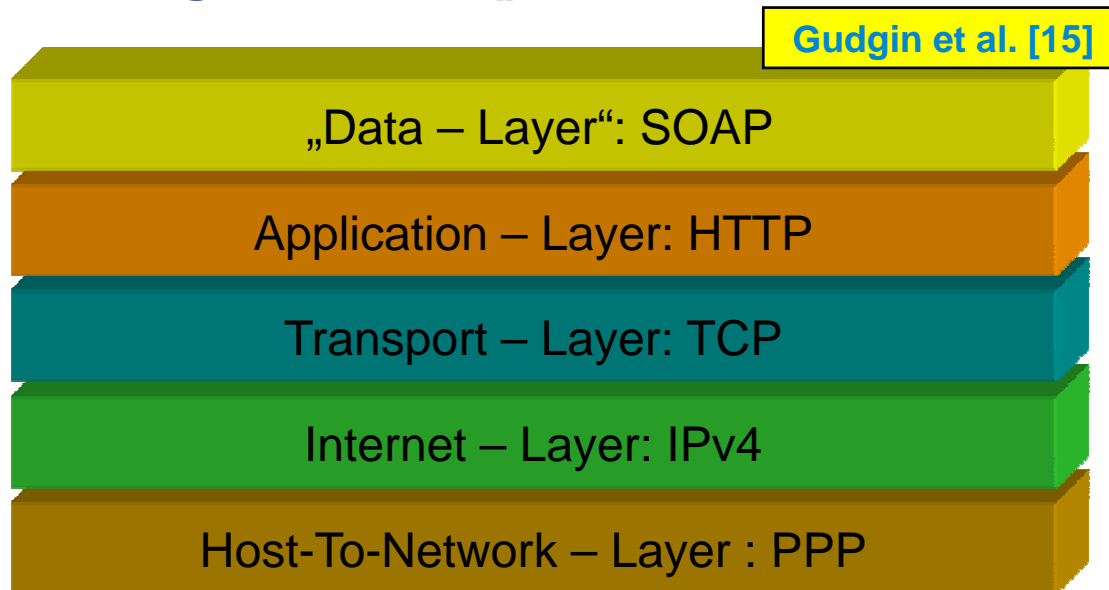 Gudgin et al. [15]
„Data – Layer“: SOAP
Application – Layer: HTTP
Transport – Layer: TCP
Internet – Layer: IPv4
Host-To-Network – Layer : PPP